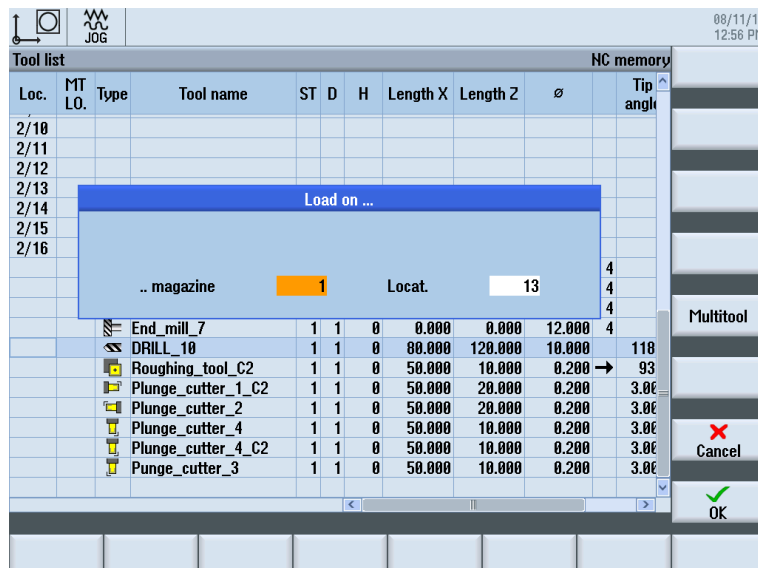 08/11/1
JOG
12:56 P
Tool list NC memory
Loc. MT LO. Type Tool name ST D H Length X Length Z ø Tip angle
2/10
2/11
2/12
2/13
Load on ...
2/14
2/15
2/16
4
.. magazine 1 Locat. 13 4
4
Multitool
End_mill_7 1 1 0 0.000 0.000 12.000 4
DRILL_10 1 1 0 80.000 120.000 10.000 118
Roughing_tool_C2 1 1 0 50.000 10.000 0.200 → 93
Plunge_cutter_1_C2 1 1 0 50.000 20.000 0.200 3.00
Plunge_cutter_2 1 1 0 50.000 20.000 0.200 3.00
Plunge_cutter_4 1 1 0 50.000 10.000 0.200 3.00
Plunge_cutter_4_C2 1 1 0 50.000 10.000 0.200 3.00
Punge_cutter_3 1 1 0 50.000 10.000 0.200 3.00
Cancel
OK